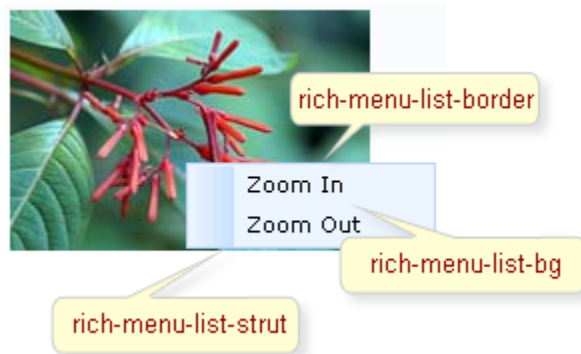 rich-menu-list-border
Zoom In
Zoom Out
rich-menu-list-bg
rich-menu-list-strut